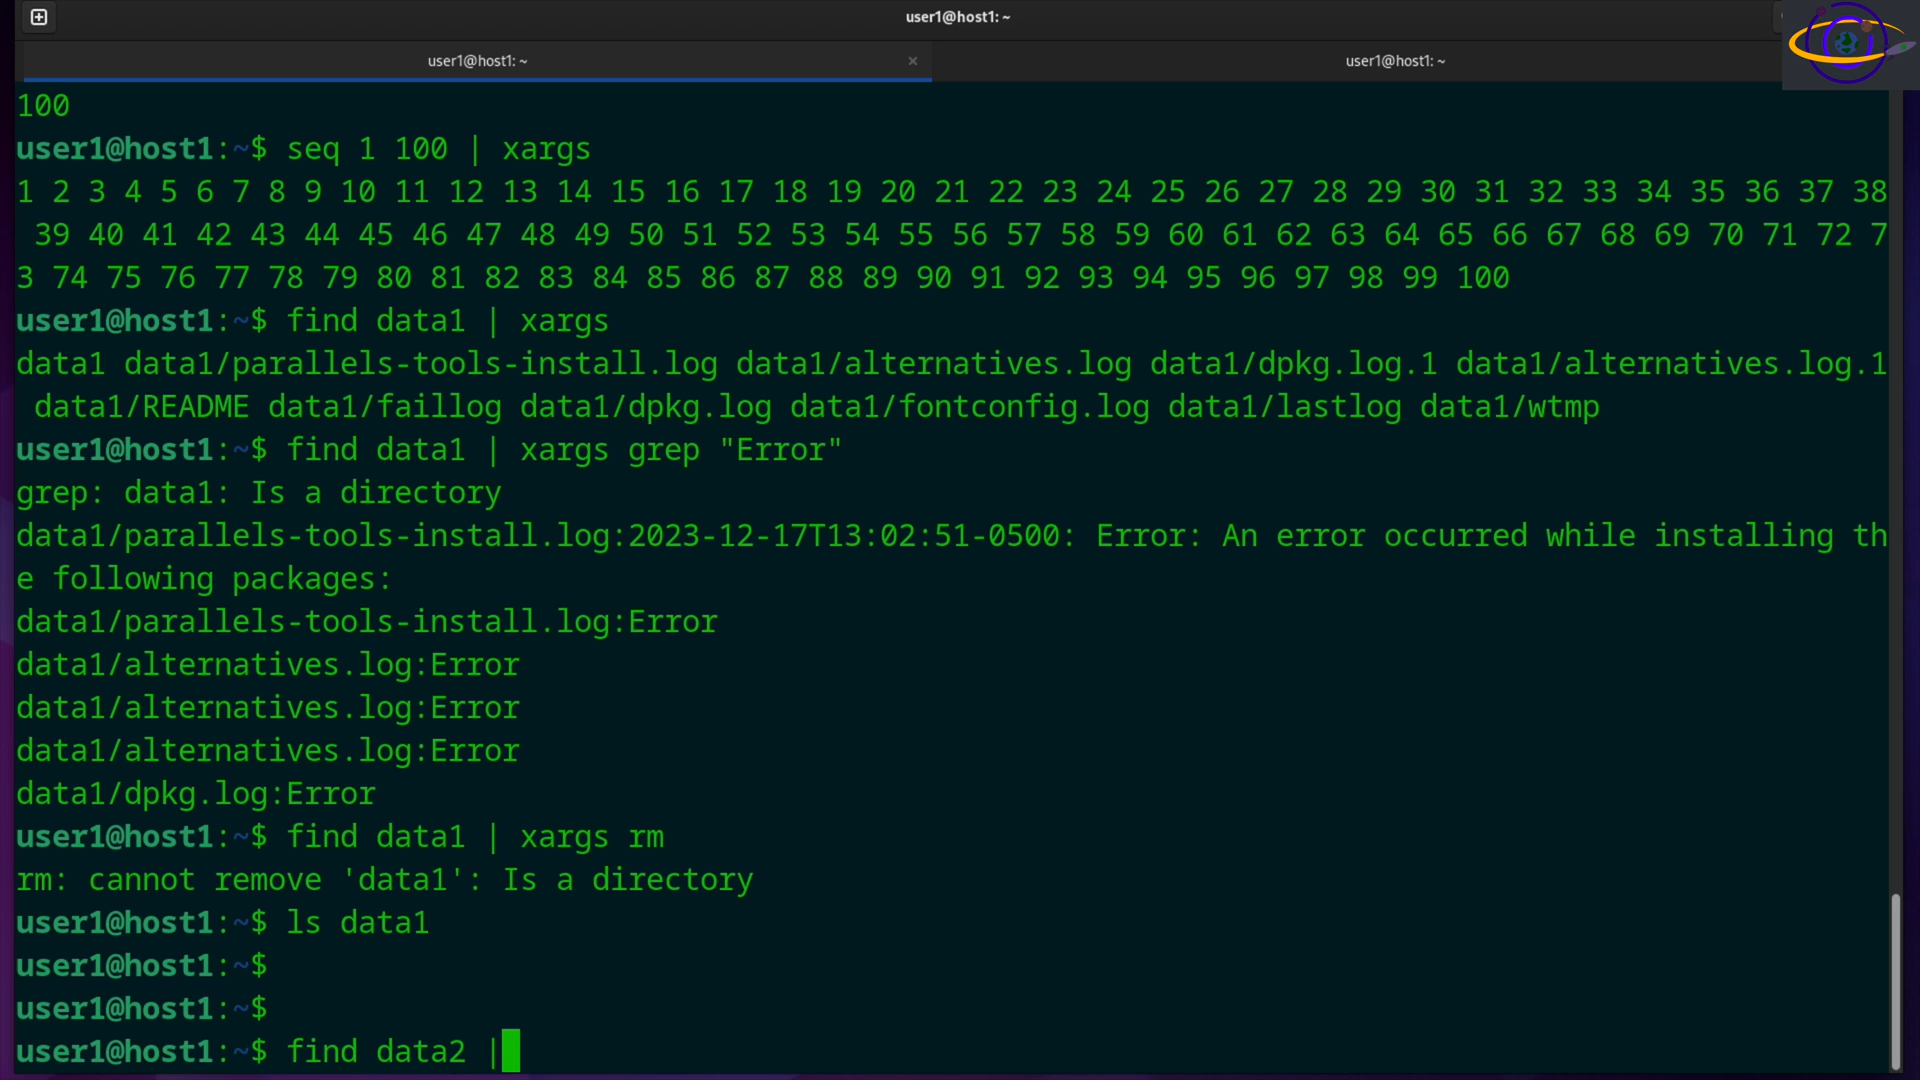 user1@host1: ~
user1@host1: ~ ×
user1@host1: ~
100
user1@host1:~$ seq 1 100 | xargs
1 2 3 4 5 6 7 8 9 10 11 12 13 14 15 16 17 18 19 20 21 22 23 24 25 26 27 28 29 30 31 32 33 34 35 36 37 38
39 40 41 42 43 44 45 46 47 48 49 50 51 52 53 54 55 56 57 58 59 60 61 62 63 64 65 66 67 68 69 70 71 72 7
3 74 75 76 77 78 79 80 81 82 83 84 85 86 87 88 89 90 91 92 93 94 95 96 97 98 99 100
user1@host1:~$ find data1 | xargs
data1 data1/parallels-tools-install.log data1/alternatives.log data1/dpkg.log.1 data1/alternatives.log.1
data1/README data1/faillog data1/dpkg.log data1/fontconfig.log data1/lastlog data1/wtmp
user1@host1:~$ find data1 | xargs grep "Error"
grep: data1: Is a directory
data1/parallels-tools-install.log:2023-12-17T13:02:51-0500: Error: An error occurred while installing th
e following packages:
data1/parallels-tools-install.log:Error
data1/alternatives.log:Error
data1/alternatives.log:Error
data1/alternatives.log:Error
data1/dpkg.log:Error
user1@host1:~$ find data1 | xargs rm
rm: cannot remove 'data1': Is a directory
user1@host1:~$ ls data1
user1@host1:~$
user1@host1:~$
user1@host1:~$ find data2 |